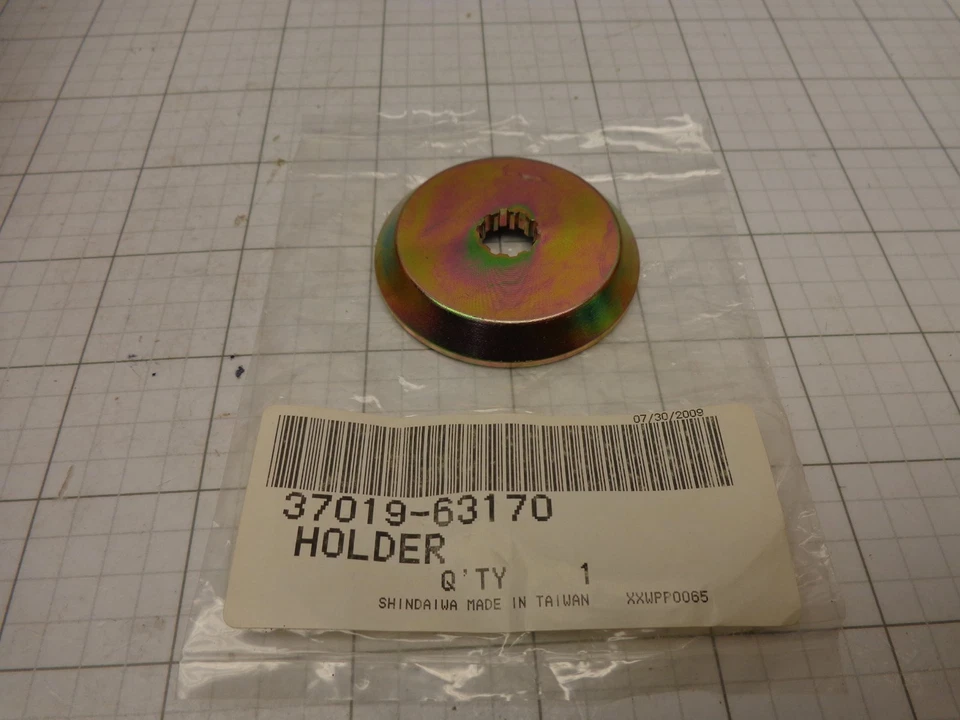 07/30/2009
37019-63170
HOLDER
Q'TY 1
SHINDAIWA MADE IN TAIWAN XXWPP0065